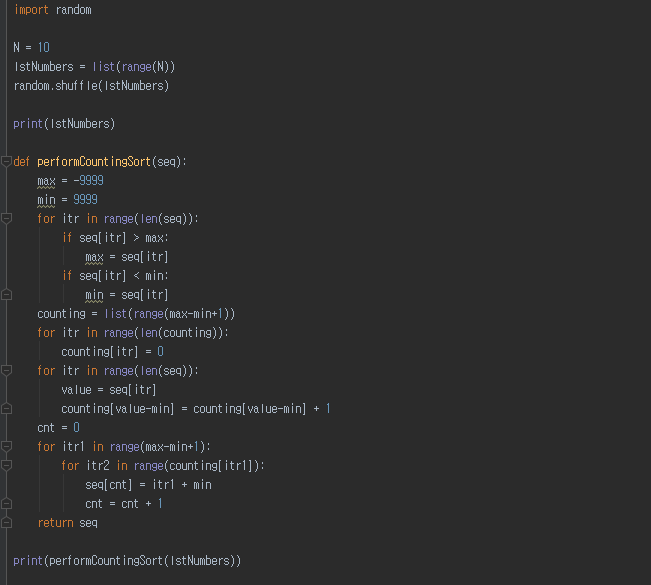 import random
N = 10
lstNumbers = list(range(N))
random.shuffle(lstNumbers)
print(lstNumbers)
def performCountingSort(seq):
    max = -9999
    min = 9999
    for itr in range(len(seq)):
        if seq[itr] > max:
            max = seq[itr]
        if seq[itr] < min:
            min = seq[itr]
    counting = list(range(max-min+1))
    for itr in range(len(counting)):
        counting[itr] = 0
    for itr in range(len(seq)):
        value = seq[itr]
        counting[value-min] = counting[value-min] + 1
    cnt = 0
    for itr1 in range(max-min+1):
        for itr2 in range(counting[itr1]):
            seq[cnt] = itr1 + min
            cnt = cnt + 1
    return seq
print(performCountingSort(lstNumbers))